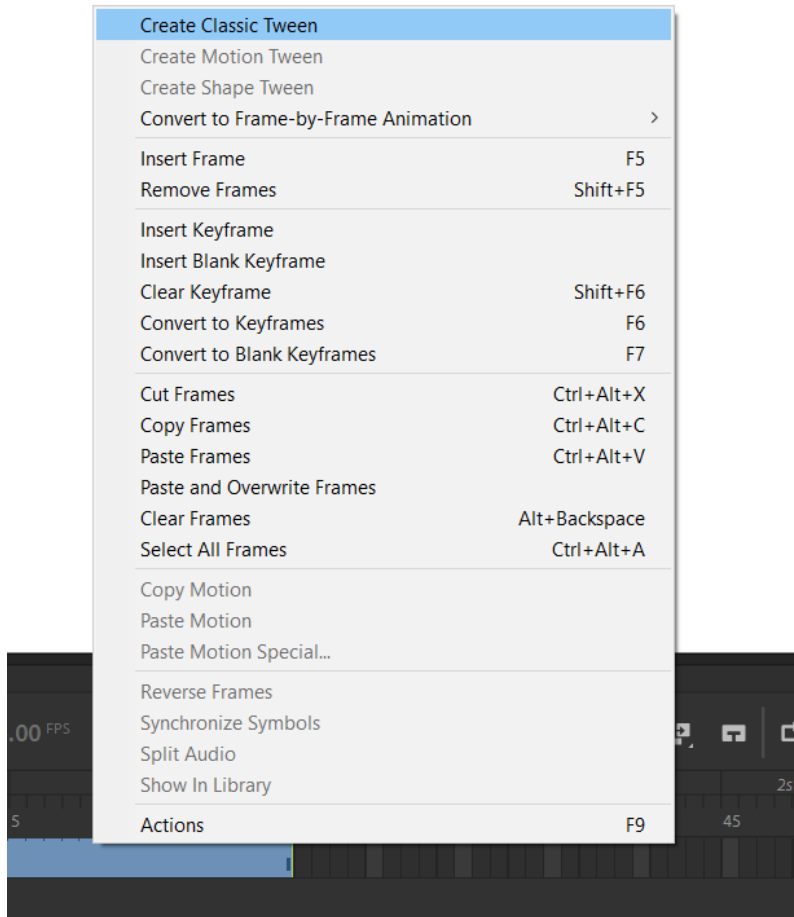 Create Classic Tween
Create Motion Tween
Create Shape Tween
Convert to Frame-by-Frame Animation
Insert Frame F5
Remove Frames Shift+F5
Insert Keyframe
Insert Blank Keyframe
Clear Keyframe Shift+F6
Convert to Keyframes F6
Convert to Blank Keyframes F7
Cut Frames Ctrl+Alt+X
Copy Frames Ctrl+Alt+C
Paste Frames Ctrl+Alt+V
Paste and Overwrite Frames
Clear Frames Alt+Backspace
Select All Frames Ctrl+Alt+A
Copy Motion
Paste Motion
Paste Motion Special...
Reverse Frames
Synchronize Symbols
.00 FPS
Split Audio
Show In Library
2s
5 45
Actions F9